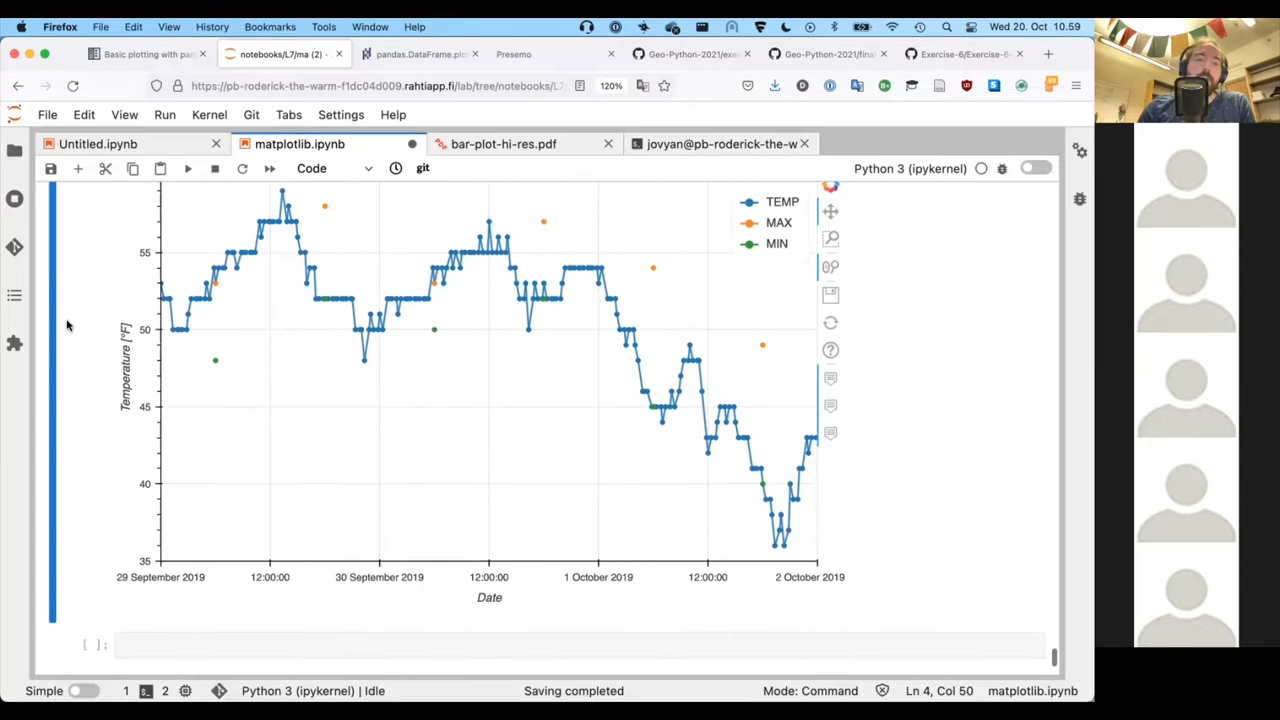 Firefox File Edit View History Bookmarks Tools Window Help Wed 20. Oct 10.59
Basic plotting with pan notebooks/L7/ma (2) - pandas.DataFrame.plo Presemo Geo-Python-2021/exer Geo-Python-2021/final Exercise-6/Exercise-6-
https://pb-roderick-the-warm-f1dc04d009.rahtiapp.fi/lab/tree/notebooks/L7 120%
File Edit View Run Kernel Git Tabs Settings Help
Untitled.ipynb matplotlib.ipynb bar-plot-hi-res.pdf jovyan@pb-roderick-the-w
Code git Python 3 (ipykernel)
TEMP
MAX
MIN
55
50
45
40
35
Temperature [°F]
29 September 2019 12:00:00 30 September 2019 12:00:00 1 October 2019 12:00:00 2 October 2019
Date
[ ]:
Simple 1 2 Python 3 (ipykernel) | Idle Saving completed Mode: Command Ln 4, Col 50 matplotlib.ipynb